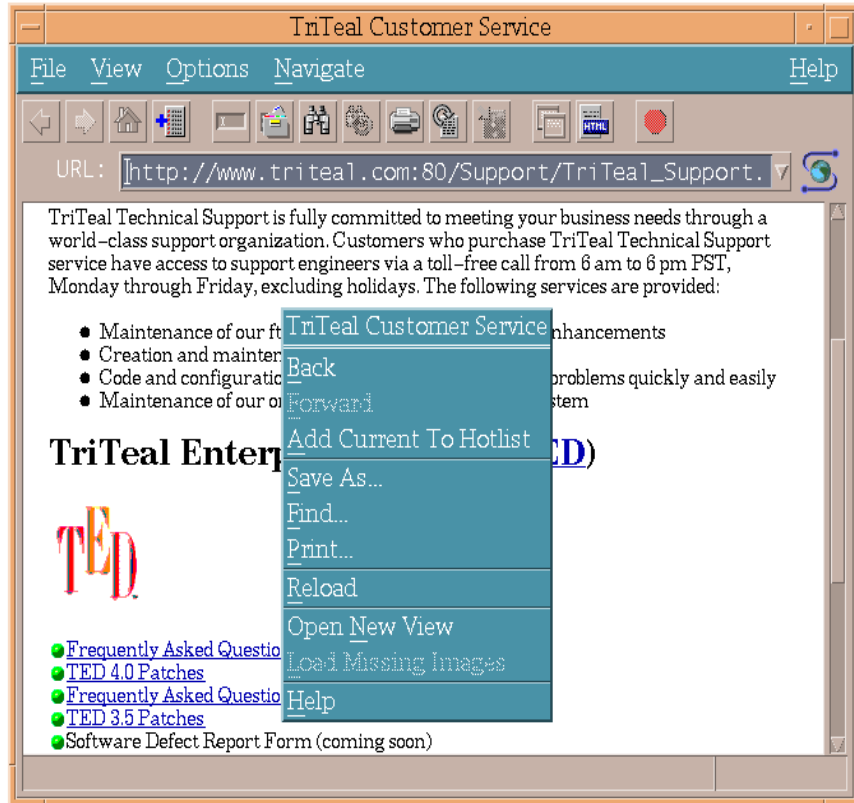 TriTeal Customer Service
File View Options Navigate Help
HTML
URL: http://www.triteal.com:80/Support/TriTeal_Support.
TriTeal Technical Support is fully committed to meeting your business needs through a
world-class support organization. Customers who purchase TriTeal Technical Support
service have access to support engineers via a toll-free call from 6 am to 6 pm PST,
Monday through Friday, excluding holidays. The following services are provided:
Maintenance of our ft nhancements
Creation and mainten
Code and configuratio problems quickly and easily
Maintenance of our o stem
TriTeal Enterp ED)
TED
Frequently Asked Questio
TED 4.0 Patches
Frequently Asked Questio
TED 3.5 Patches
Software Defect Report Form (coming soon)
TriTeal Customer Service
Back
Forward
Add Current To Hotlist
Save As...
Find...
Print...
Reload
Open New View
Load Missing Images
Help